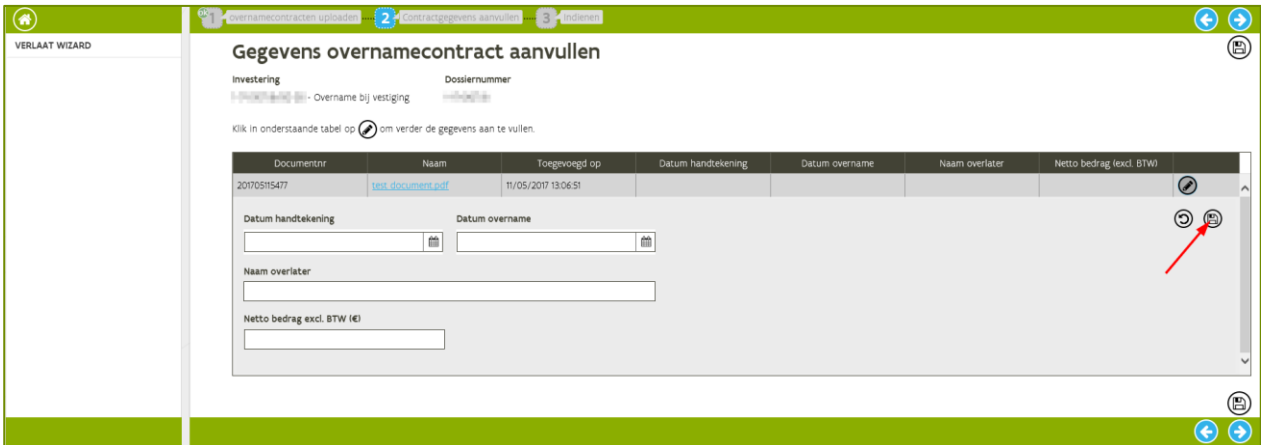 ok 1 overnamecontracten uploaden 2 Contractgegevens aanvullen 3 Indienen
VERLAAT WIZARD
Gegevens overnamecontract aanvullen
Investering Dossiernummer
- Overname bij vestiging
Klik in onderstaande tabel op om verder de gegevens aan te vullen.
Documentnr Naam Toegevoegd op Datum handtekening Datum overname Naam overlater Netto bedrag (excl. BTW)
201705115477 test document.pdf 11/05/2017 13:06:51
Datum handtekening Datum overname
Naam overlater
Netto bedrag excl. BTW (€)